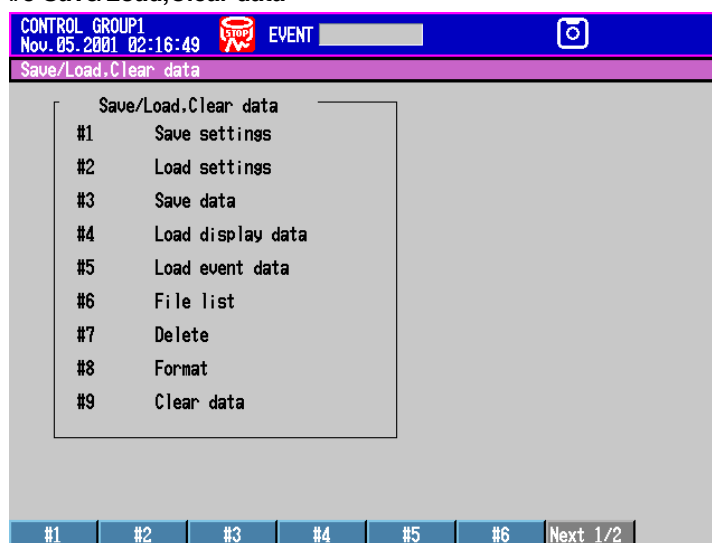 #3 Save/Load,Clear data
CONTROL GROUP1
Nov.05.2001 02:16:49
STOP
EVENT
Save/Load,Clear data
Save/Load,Clear data
#1 Save settings
#2 Load settings
#3 Save data
#4 Load display data
#5 Load event data
#6 File list
#7 Delete
#8 Format
#9 Clear data
#1 #2 #3 #4 #5 #6 Next 1/2